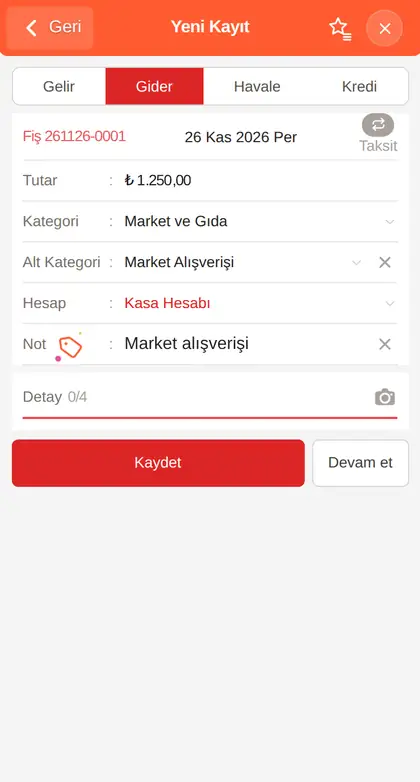 Geri Yeni Kayıt
Gelir Gider Havale Kredi
Fiş 261126-0001 26 Kas 2026 Per Taksit
Tutar : ₺ 1.250,00
Kategori : Market ve Gıda
Alt Kategori : Market Alışverişi
Hesap : Kasa Hesabı
Not : Market alışverişi
Detay 0/4
Kaydet Devam et